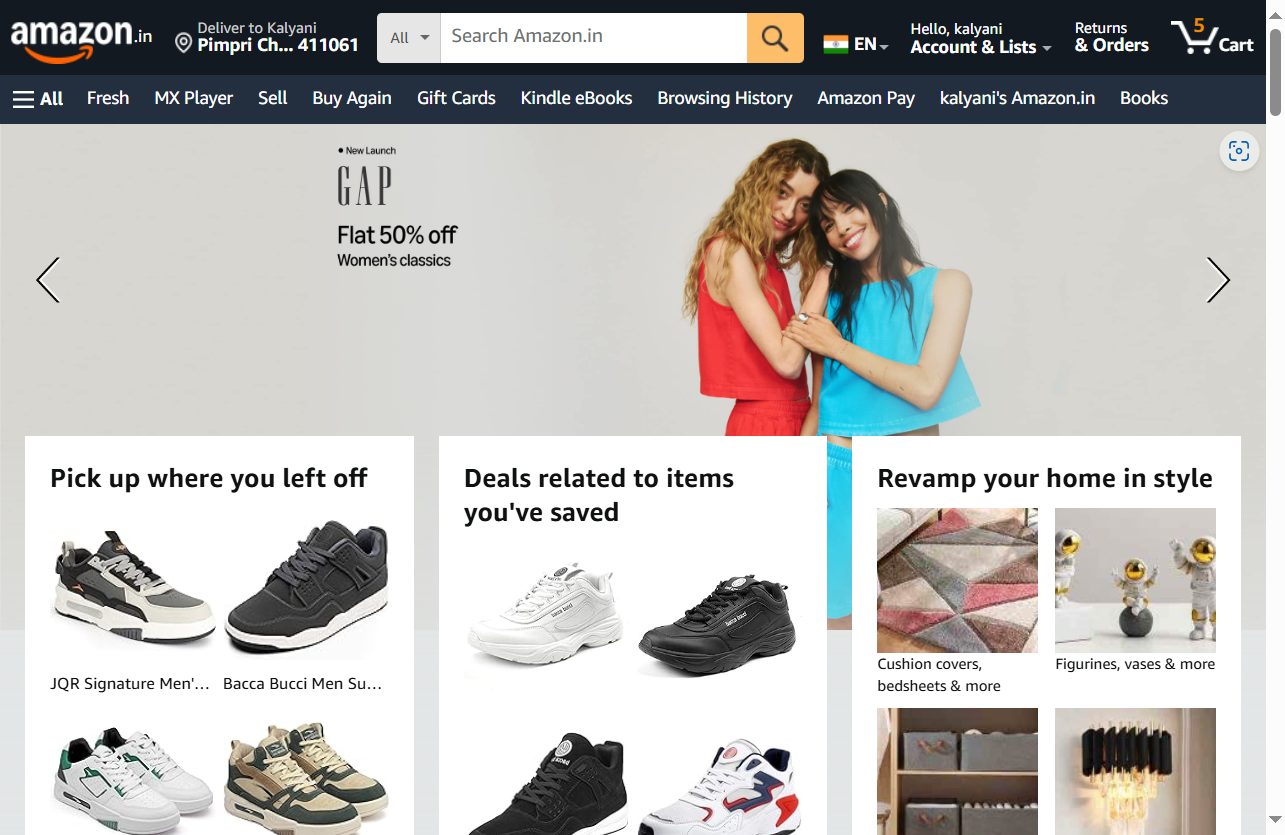 amazon.in
Deliver to Kalyani
Pimpri Ch... 411061
All
Search Amazon.in
EN
Hello, kalyani
Account & Lists
Returns
& Orders
5
Cart
All
Fresh
MX Player
Sell
Buy Again
Gift Cards
Kindle eBooks
Browsing History
Amazon Pay
kalyani's Amazon.in
Books
• New Launch
GAP
Flat 50% off
Women's classics
Pick up where you left off
JQR Signature Men'...
Bacca Bucci Men Su...
Deals related to items
you've saved
bacca bucci
bacca bucci
Revamp your home in style
Cushion covers,
bedsheets & more
Figurines, vases & more